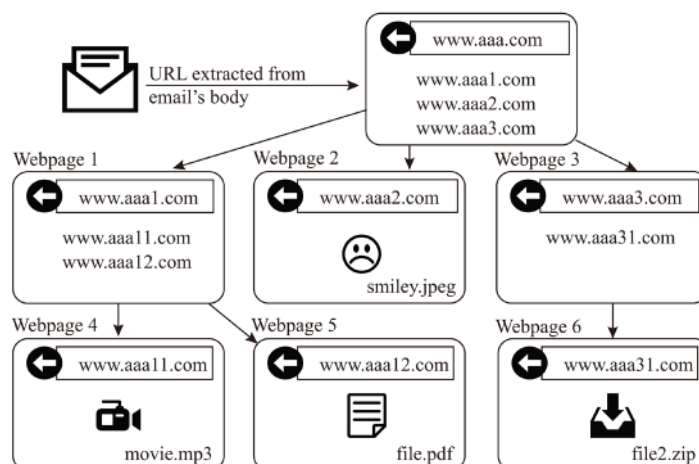 www.aaa.com
URL extracted from
email's body
www.aaa1.com
www.aaa2.com
www.aaa3.com
Webpage 1
Webpage 2
Webpage 3
www.aaa1.com
www.aaa2.com
www.aaa3.com
www.aaa11.com
www.aaa12.com
www.aaa31.com
smiley.jpeg
Webpage 4
Webpage 5
Webpage 6
www.aaa11.com
www.aaa12.com
www.aaa31.com
movie.mp3
file.pdf
file2.zip